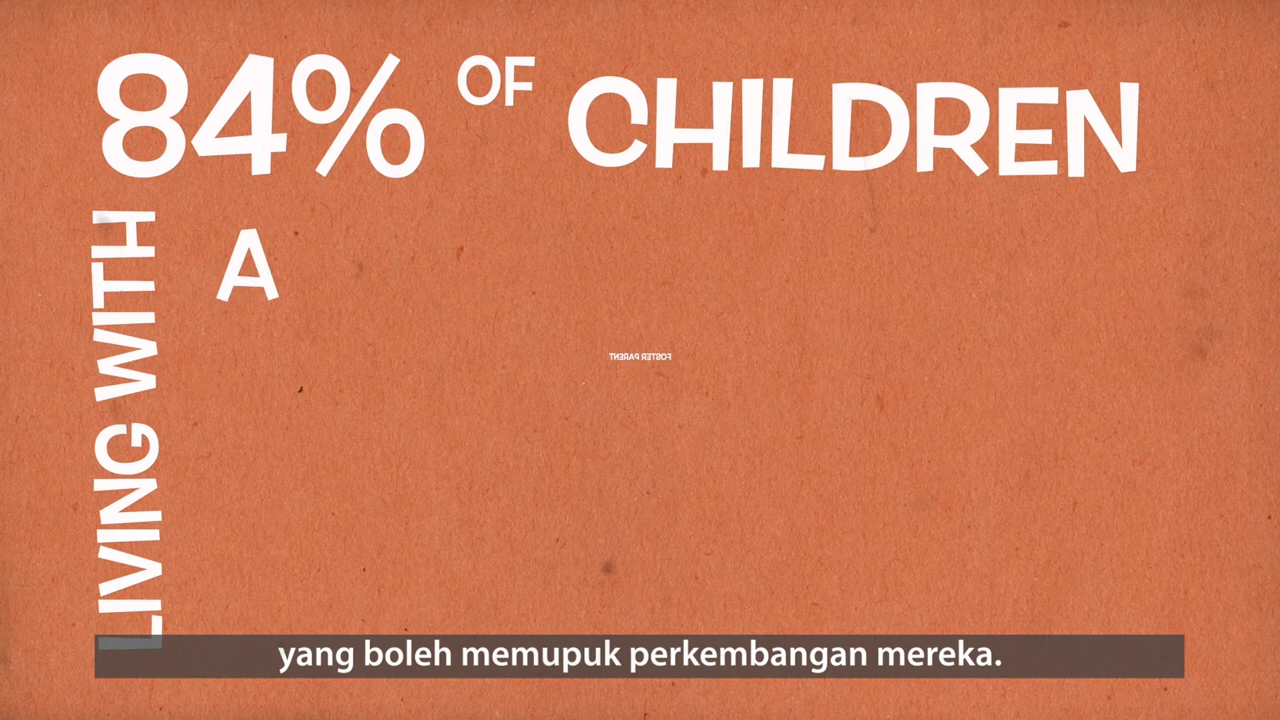 84% OF CHILDREN
LIVING WITH
A
FOSTER PARENT
yang boleh memupuk perkembangan mereka.